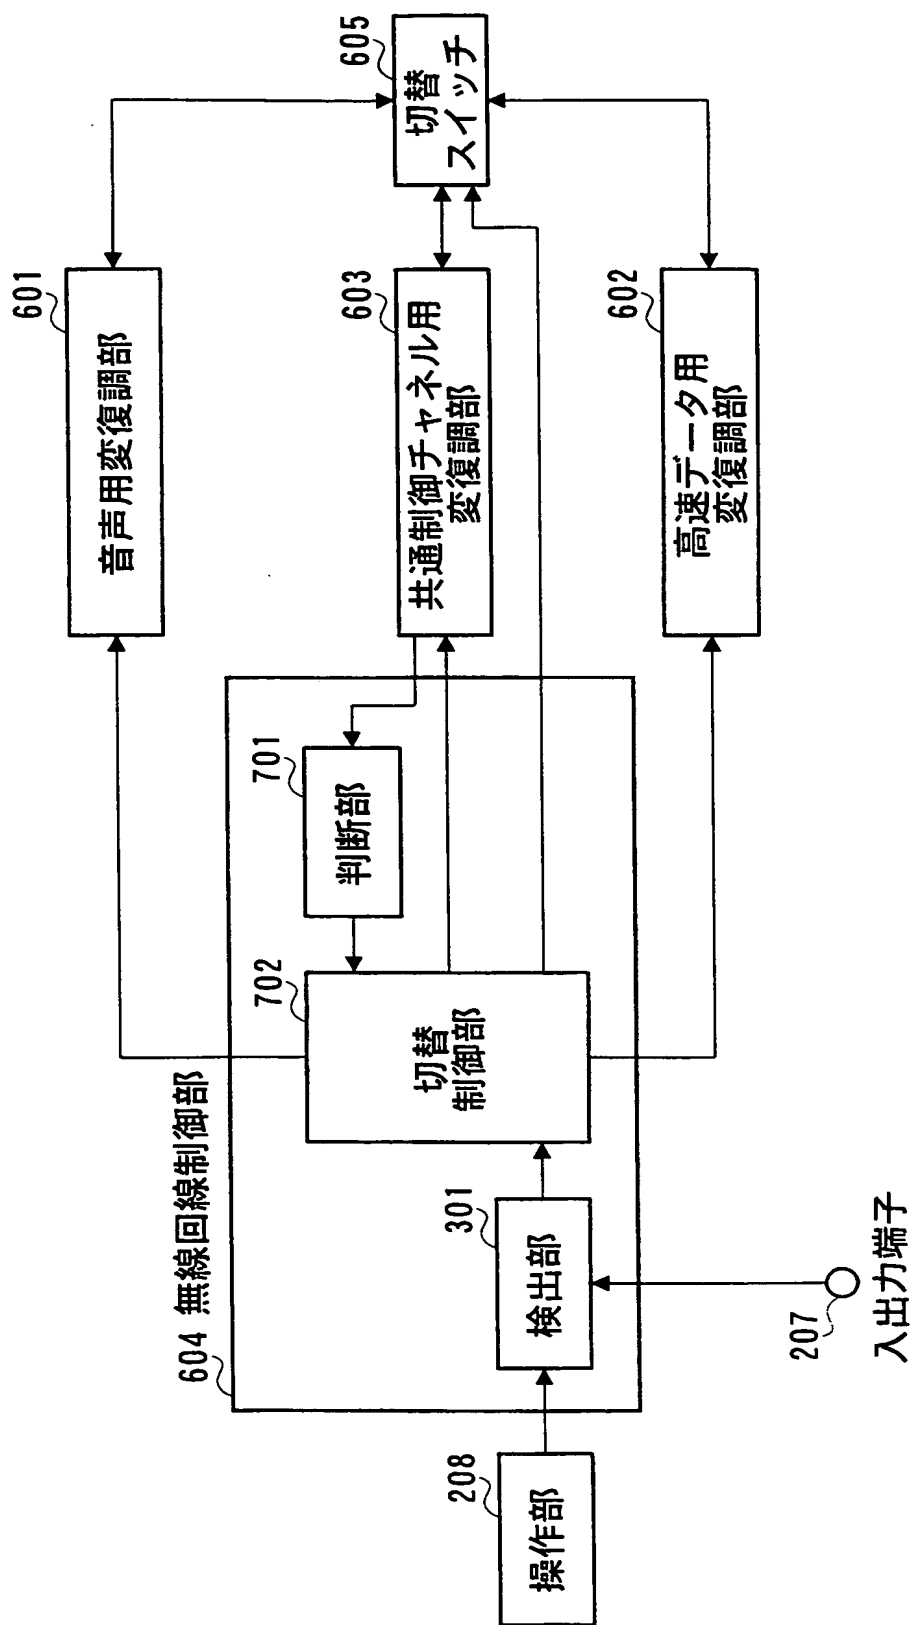 604 無線回線制御部
601
音声用変復調部
702
切替
制御部
701
判断部
603
共通制御チャネル用
変復調部
605
切替
スイッチ
208
操作部
301
検出部
602
高速データ用
変復調部
207
入出力端子